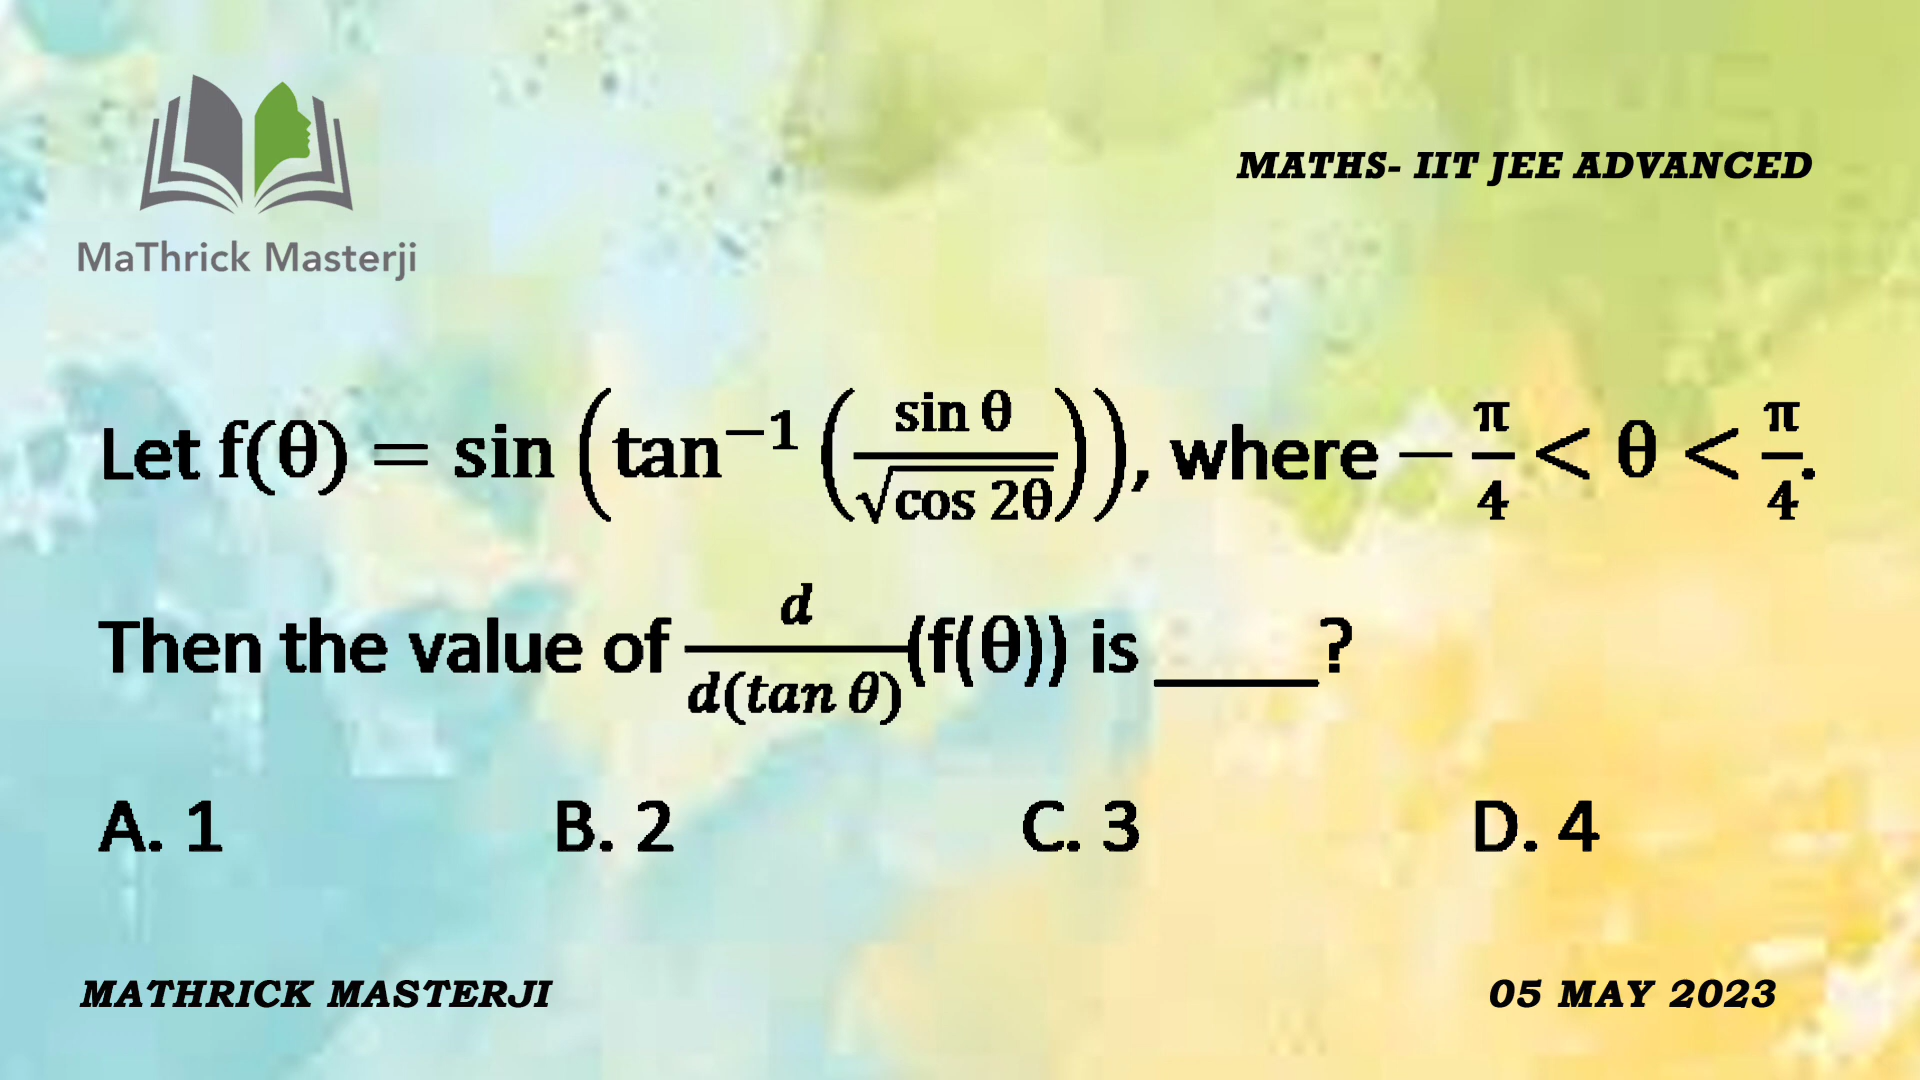 MaThrick Masterji
MATHS- IIT JEE ADVANCED
Let f(θ) = sin (tan⁻¹ (sin θ / √cos 2θ)), where − π/4 < θ < π/4.
Then the value of d/d(tan θ) (f(θ)) is ____?
A. 1 B. 2 C. 3 D. 4
MATHRICK MASTERJI
05 MAY 2023